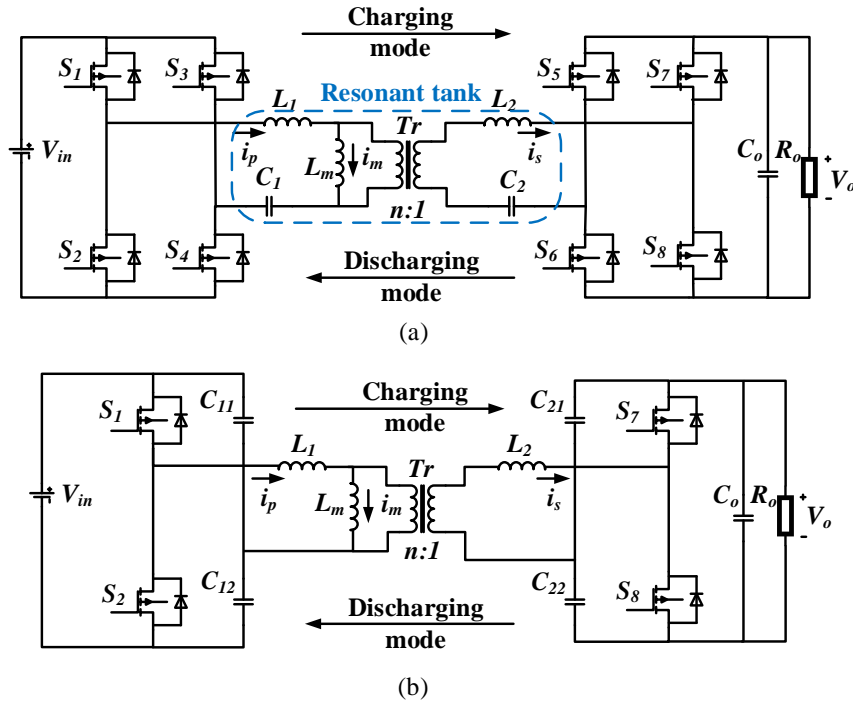 Charging
mode
S1 S3 S5 S7
Resonant tank
L1 L2
Tr
Vin ip Lm im is Co Ro + Vo -
C1 C2
n:1
S2 S4 S6 S8
Discharging
mode
(a)
Charging
mode
S1 C11 C21 S7
L1 L2
Tr
Vin ip Lm im is Co Ro + Vo -
n:1
S2 C12 C22 S8
Discharging
mode
(b)